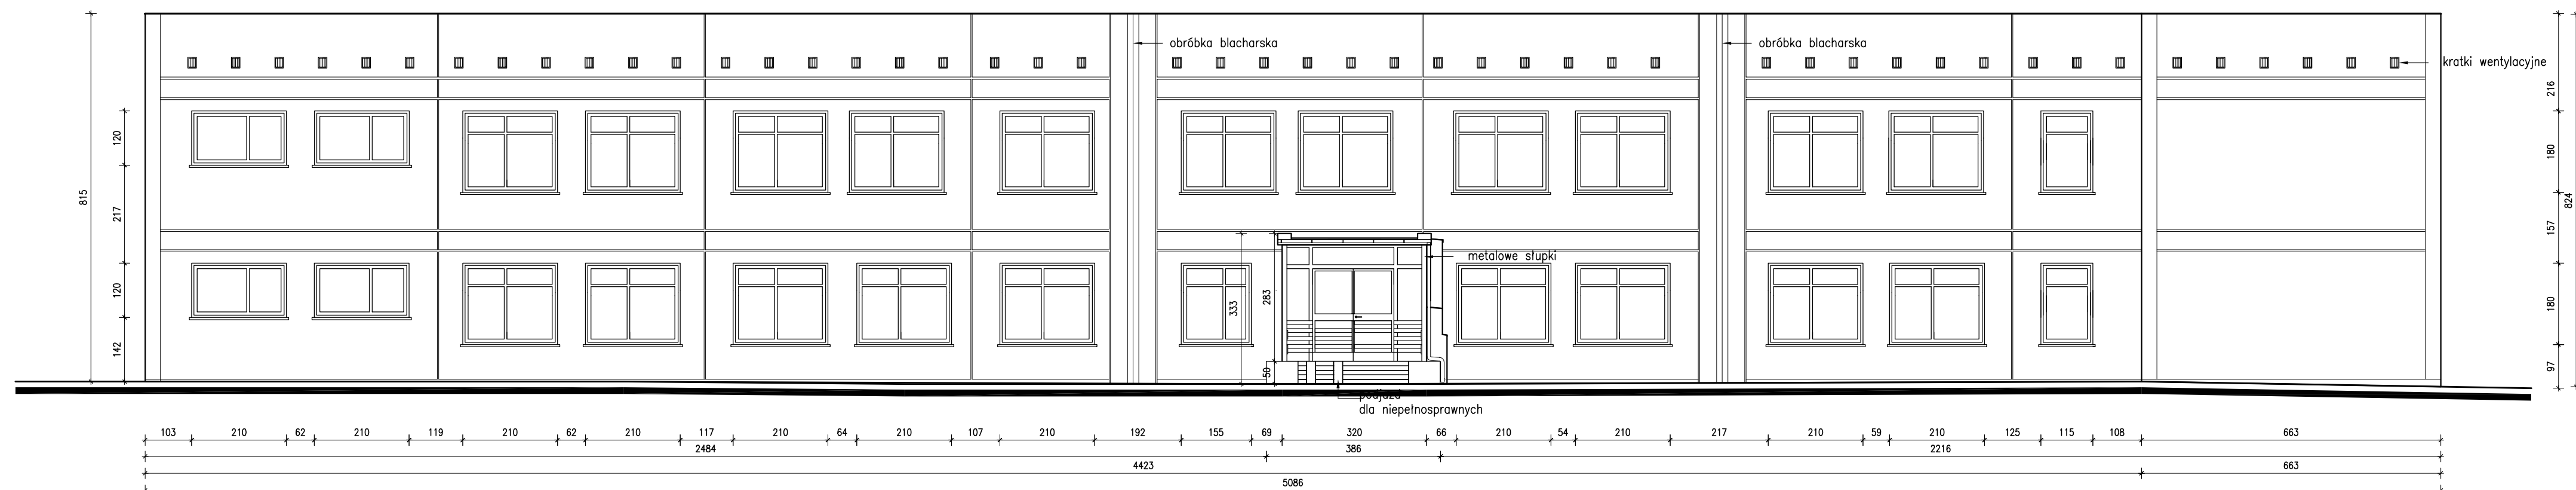 obróbka blacharska
obróbka blacharska
kratki wentylacyjne
metalowe słupki
podjazd
dla niepełnosprawnych
815
120
217
120
142
333
283
50
216
180
157
180
97
824
103 210 62 210 119 210 62 210 117 210 64 210 107 210 192 155 69 320 66 210 54 210 217 210 59 210 125 115 108 663
2484 386 2216
4423 663
5086